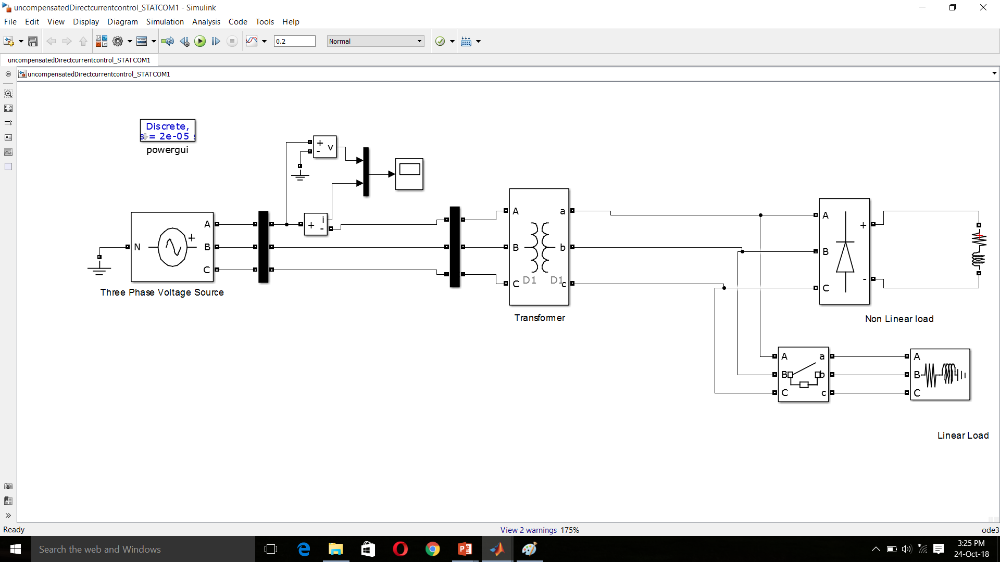 uncompensatedDirectcurrentcontrol_STATCOM1 - Simulink
File Edit View Display Diagram Simulation Analysis Code Tools Help
0.2 Normal
uncompensatedDirectcurrentcontrol_STATCOM1
uncompensatedDirectcurrentcontrol_STATCOM1
Discrete,
s = 2e-05 s
powergui
+ - v
+ i -
N A B C +
Three Phase Voltage Source
A B C a b c
D1 D1
Transformer
A B C + -
Non Linear load
A B C a b c
A B C
Linear Load
Ready
View 2 warnings 175%
ode3
Search the web and Windows
3:25 PM
24-Oct-18